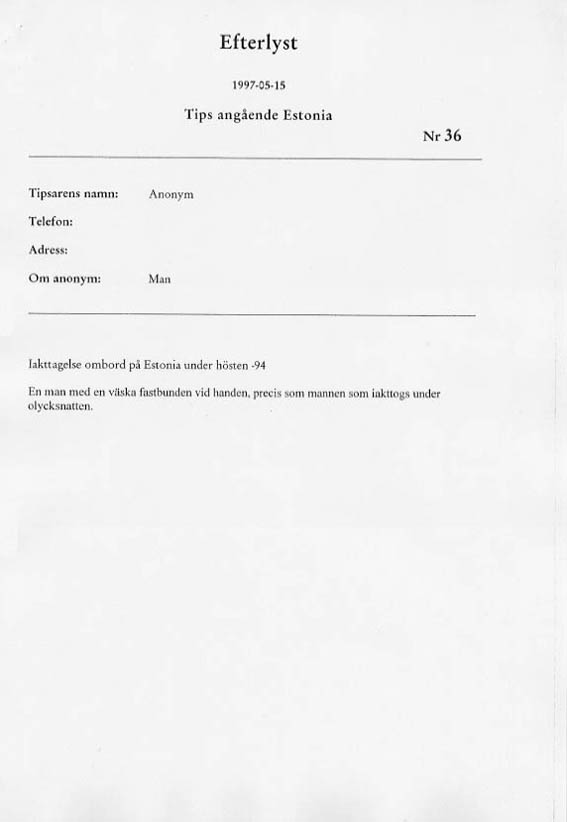 Efterlyst
1997-05-15
Tips angående Estonia
Nr 36
Tipsarens namn: Anonym
Telefon:
Adress:
Om anonym: Man
Iakttagelse ombord på Estonia under hösten -94
En man med en väska fastbunden vid handen, precis som mannen som iakttogs under
olycksnatten.